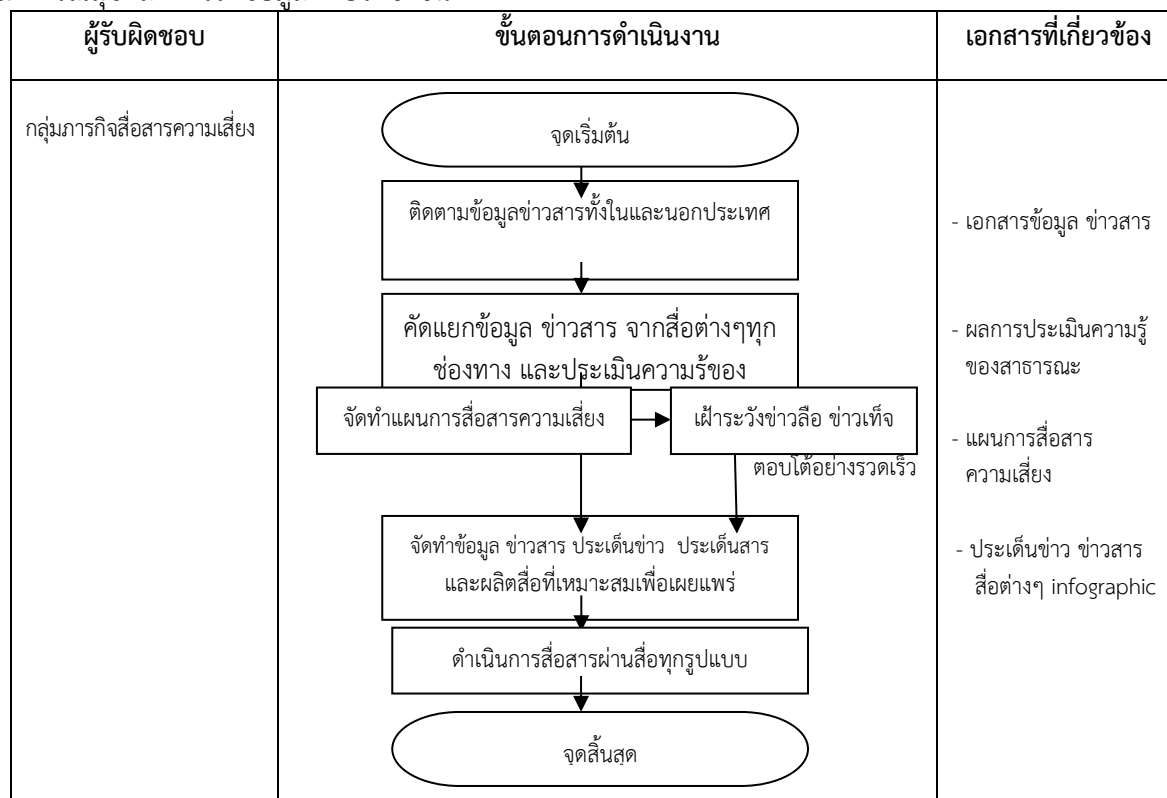 ผู้รับผิดชอบ
ขั้นตอนการดำเนินงาน
เอกสารที่เกี่ยวข้อง
กลุ่มภารกิจสื่อสารความเสี่ยง
จุดเริ่มต้น
ติดตามข้อมูลข่าวสารทั้งในและนอกประเทศ
- เอกสารข้อมูล ข่าวสาร
คัดแยกข้อมูล ข่าวสาร จากสื่อต่างๆทุก
ช่องทาง และประเมินความรู้ของ
- ผลการประเมินความรู้
ของสาธารณะ
จัดทำแผนการสื่อสารความเสี่ยง
เฝ้าระวังข่าวลือ ข่าวเท็จ
ตอบโต้อย่างรวดเร็ว
- แผนการสื่อสาร
ความเสี่ยง
จัดทำข้อมูล ข่าวสาร ประเด็นข่าว ประเด็นสาร
และผลิตสื่อที่เหมาะสมเพื่อเผยแพร่
- ประเด็นข่าว ข่าวสาร
สื่อต่างๆ infographic
ดำเนินการสื่อสารผ่านสื่อทุกรูปแบบ
จุดสิ้นสุด